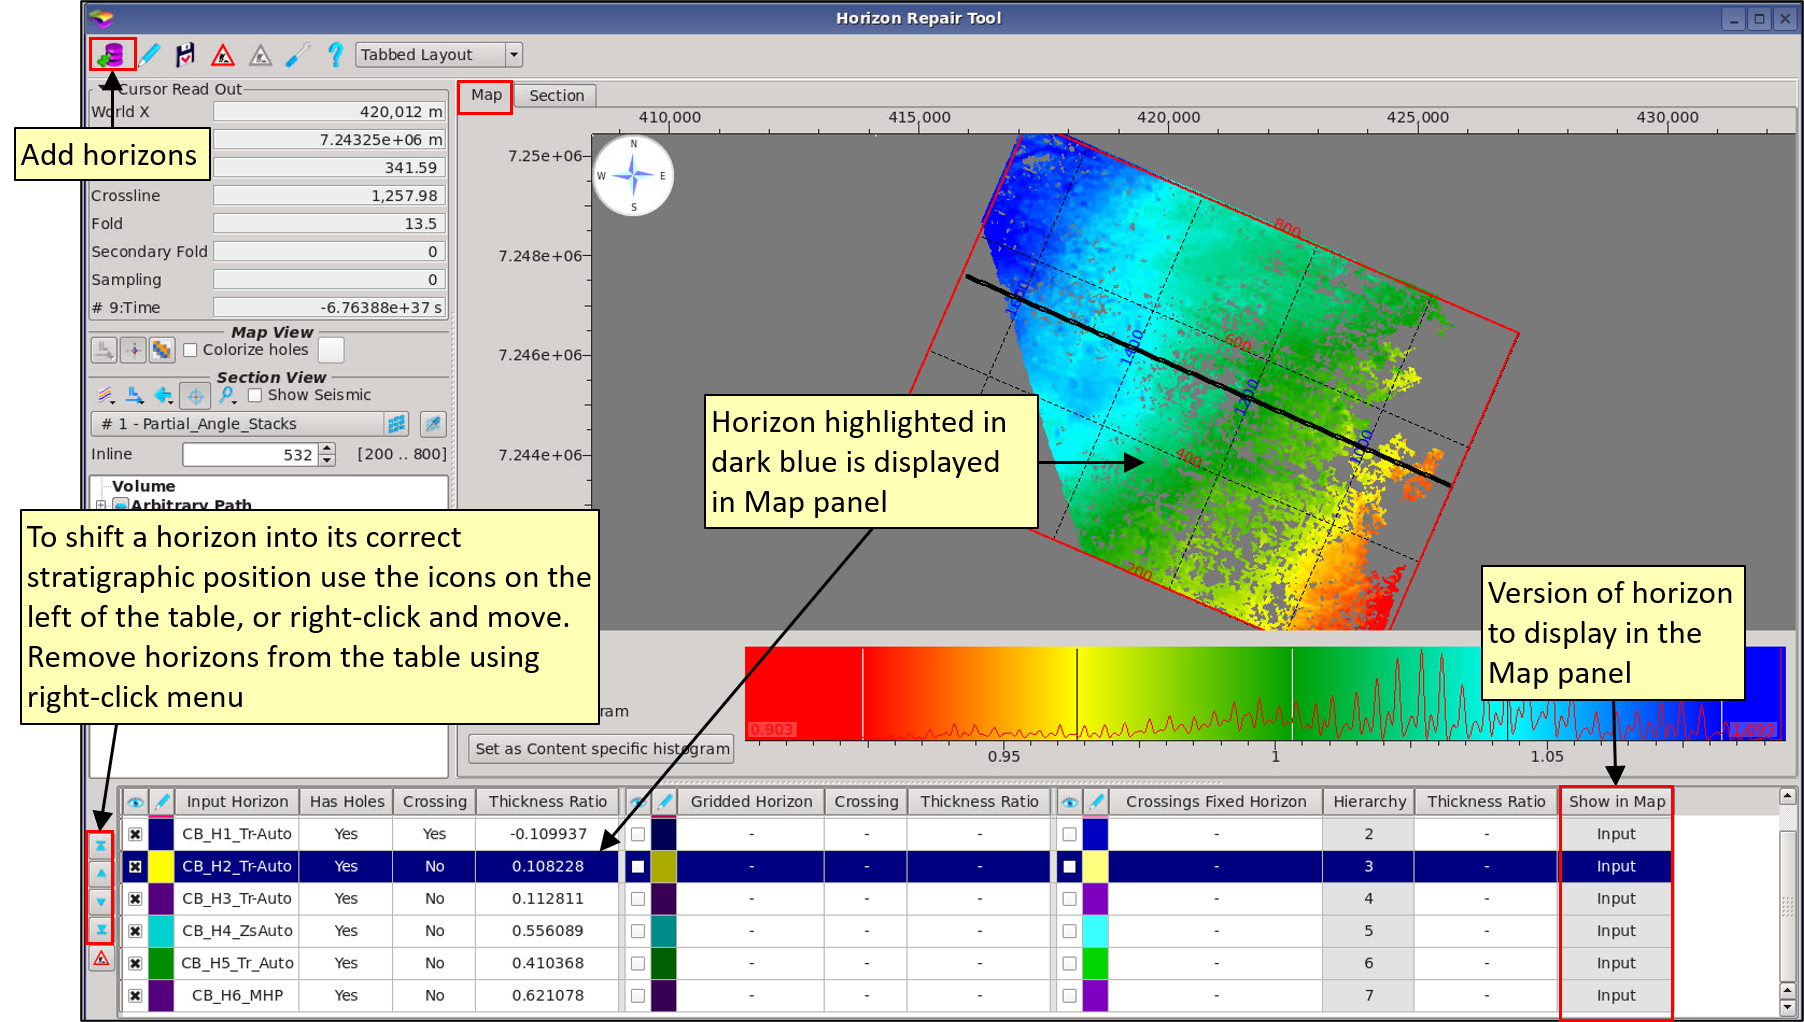 Horizon Repair Tool
Tabbed Layout
Cursor Read Out
World X 420,012 m
7.24325e+06 m
341.59
Crossline 1,257.98
Fold 13.5
Secondary Fold 0
Sampling 0
# 9:Time -6.76388e+37 s
Add horizons
Map View
Colorize holes
Section View
Show Seismic
# 1 - Partial_Angle_Stacks
Inline 532 [200 .. 800]
Volume
Arbitrary Path
To shift a horizon into its correct
stratigraphic position use the icons on the
left of the table, or right-click and move.
Remove horizons from the table using
right-click menu
Map Section
410,000 415,000 420,000 425,000 430,000
7.25e+06
7.248e+06
7.246e+06
7.244e+06
N
W E
S
800
600
400
200
1400
1200
1000
Horizon highlighted in
dark blue is displayed
in Map panel
Version of horizon
to display in the
Map panel
ram
Set as Content specific histogram
0.903 1.093
0.95 1 1.05
Input Horizon Has Holes Crossing Thickness Ratio Gridded Horizon Crossing Thickness Ratio Crossings Fixed Horizon Hierarchy Thickness Ratio Show in Map
CB_H1_Tr-Auto Yes Yes -0.109937 - - - - 2 - Input
CB_H2_Tr-Auto Yes No 0.108228 - - - - 3 - Input
CB_H3_Tr-Auto Yes No 0.112811 - - - - 4 - Input
CB_H4_ZsAuto Yes No 0.556089 - - - - 5 - Input
CB_H5_Tr_Auto Yes No 0.410368 - - - - 6 - Input
CB_H6_MHP Yes No 0.621078 - - - - 7 - Input